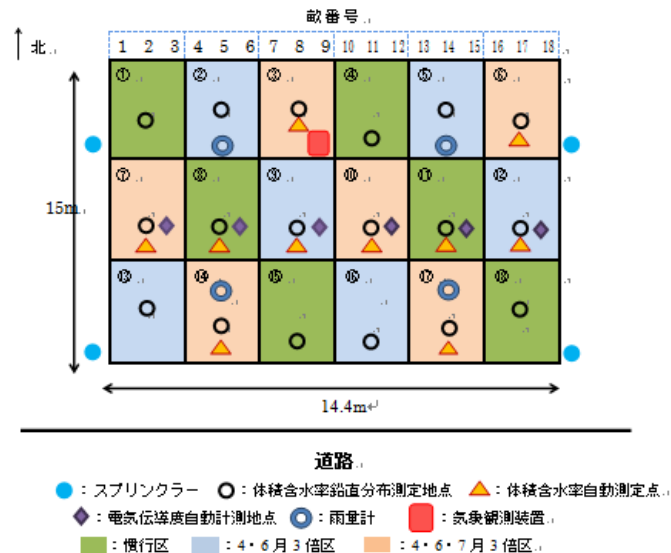 畝番号
北
1 2 3 4 5 6 7 8 9 10 11 12 13 14 15 16 17 18
① ② ③ ④ ⑤ ⑥
15m
⑦ ⑧ ⑨ ⑩ ⑪ ⑫
⑬ ⑭ ⑮ ⑯ ⑰ ⑱
14.4m
道路
：スプリンクラー ：体積含水率鉛直分布測定地点 ：体積含水率自動測定点
：電気伝導度自動計測地点 ：雨量計 ：気象観測装置
：慣行区 ：4・6月3倍区 ：4・6・7月3倍区